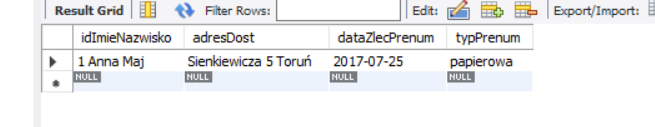 Result Grid Filter Rows: Edit: Export/Import:
idImieNazwisko adresDost dataZlecPrenum typPrenum
1 Anna Maj Sienkiewicza 5 Toruń 2017-07-25 papierowa
NULL NULL NULL NULL